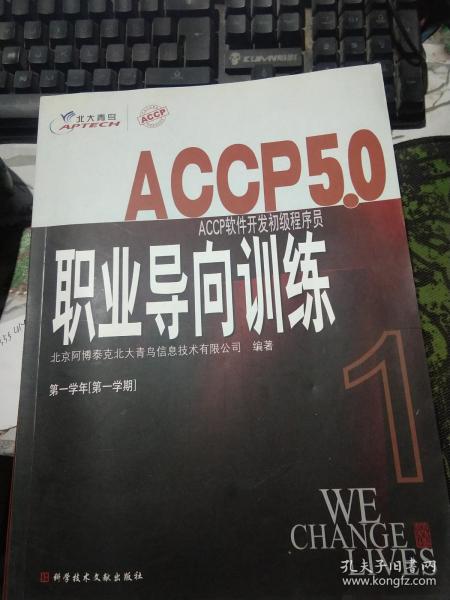 北大青鸟
APTECH
ACCP
ACCP5.0
ACCP软件开发初级程序员
职业导向训练
北京阿博泰克北大青鸟信息技术有限公司 编著
第一学年[第一学期]
1
WE
CHANGE
LIVES
科学技术文献出版社
孔夫子旧书网
www.kongfz.com